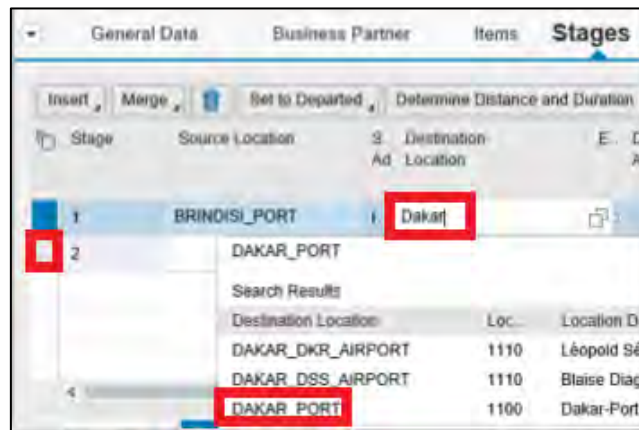 General Data Business Partner Items Stages
Insert Merge Set to Departed Determine Distance and Duration
Stage Source Location S Destination E.. D
Ad Location A
1 BRINDISI_PORT Dakar
2 DAKAR_PORT
Search Results
Destination Location Loc... Location D
DAKAR_DKR_AIRPORT 1110 Léopold Sé
DAKAR_DSS_AIRPORT 1110 Blaise Diag
DAKAR_PORT 1100 Dakar-Port